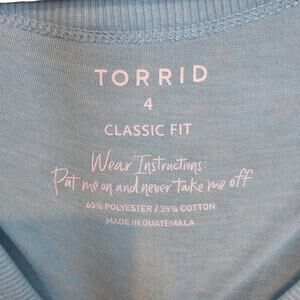 TORRID
4
CLASSIC FIT
Wear Instructions:
Put me on and never take me off
65% POLYESTER / 35% COTTON
MADE IN GUATEMALA